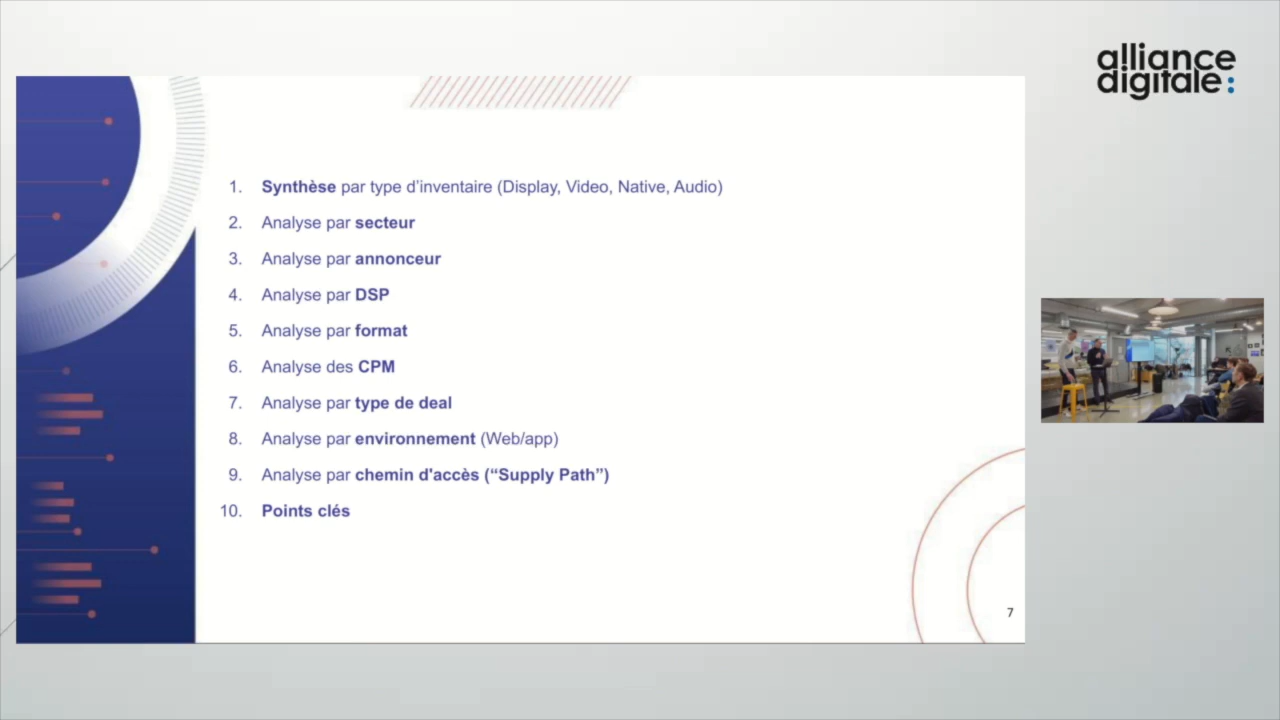 alliance
digitale:
1. Synthèse par type d’inventaire (Display, Video, Native, Audio)
2. Analyse par secteur
3. Analyse par annonceur
4. Analyse par DSP
5. Analyse par format
6. Analyse des CPM
7. Analyse par type de deal
8. Analyse par environnement (Web/app)
9. Analyse par chemin d'accès (“Supply Path”)
10. Points clés
7